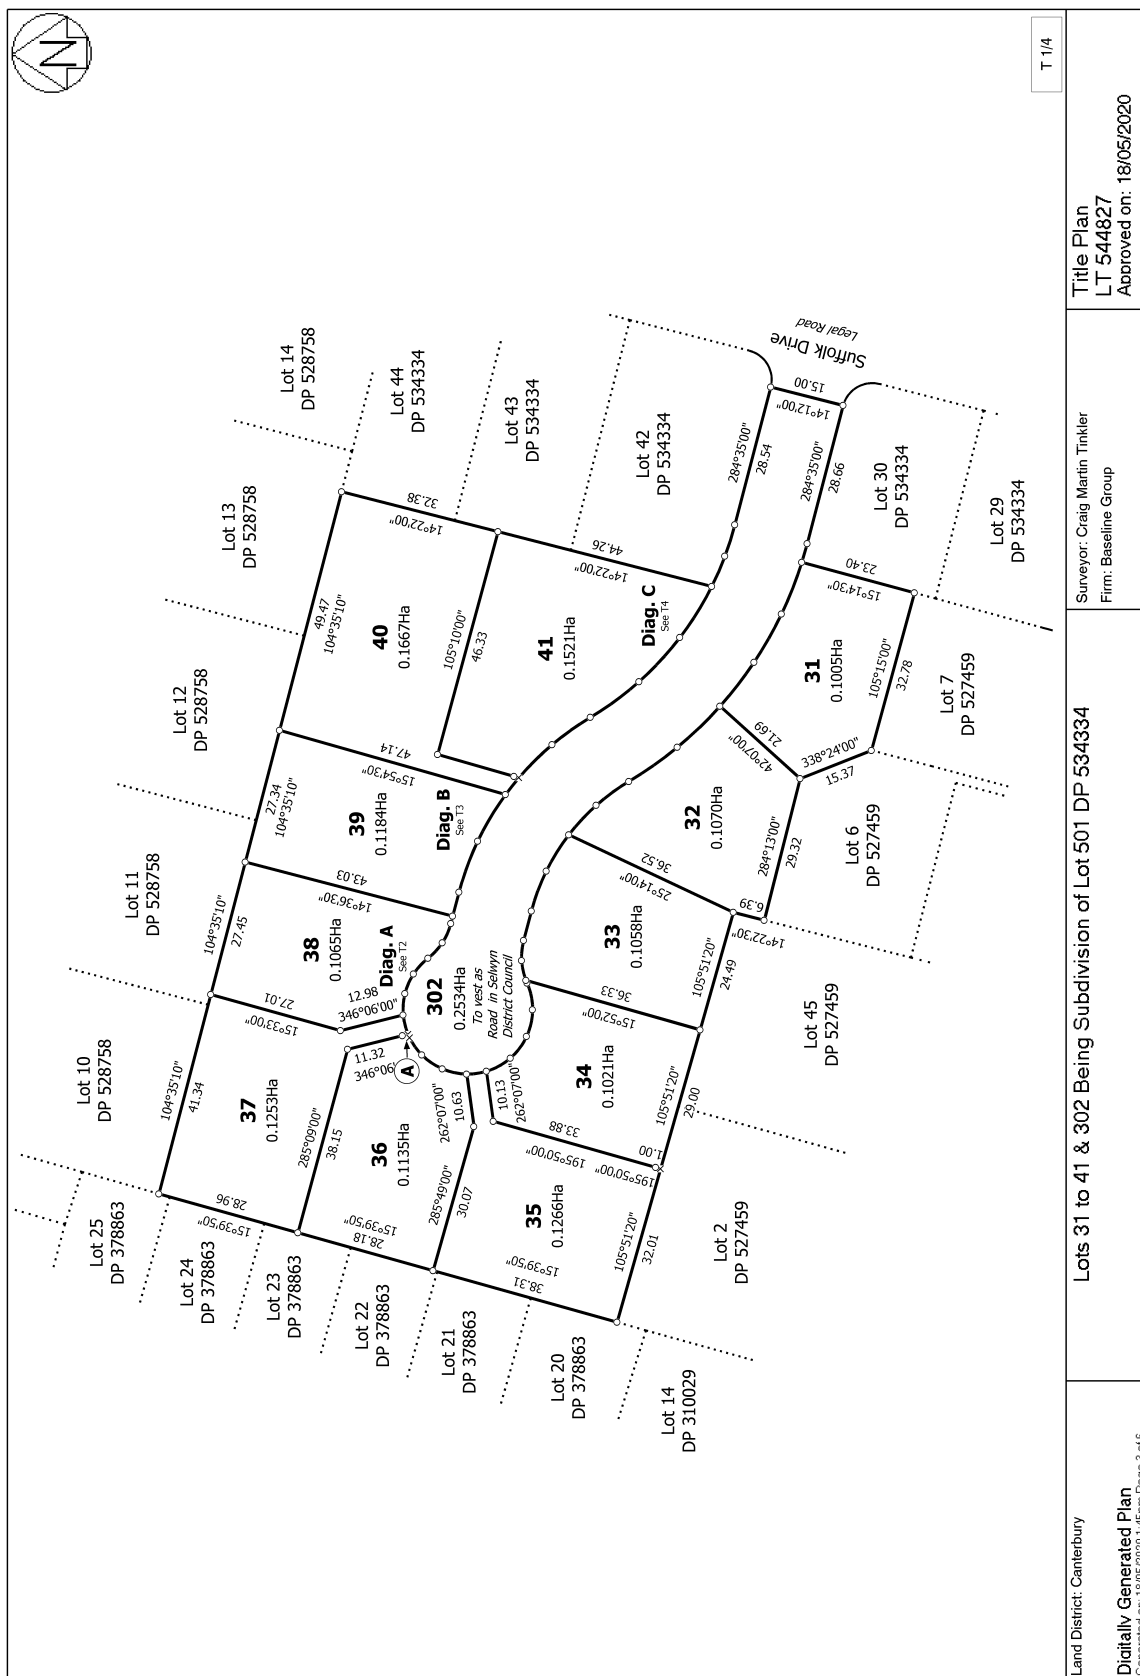 N
T 1/4
Lot 14
DP 528758
Lot 44
DP 534334
Lot 43
DP 534334
Lot 42
DP 534334
Suffolk Drive
Legal Road
Lot 13
DP 528758
Lot 12
DP 528758
Lot 11
DP 528758
Lot 10
DP 528758
Lot 30
DP 534334
Lot 29
DP 534334
Lot 7
DP 527459
Lot 6
DP 527459
Lot 45
DP 527459
Lot 2
DP 527459
Lot 25
DP 378863
Lot 24
DP 378863
Lot 23
DP 378863
Lot 22
DP 378863
Lot 21
DP 378863
Lot 20
DP 378863
Lot 14
DP 310029
40
0.1667Ha
49.47
104°35'10"
32.38
14°22'00"
105°10'00"
46.33
41
0.1521Ha
44.26
14°22'00"
Diag. C
See T4
284°35'00"
28.54
15.00
14°12'00"
284°35'00"
28.66
23.40
15°14'30"
31
0.1005Ha
105°15'00"
32.78
21.69
42°07'00"
338°24'00"
15.37
32
0.1070Ha
284°13'00"
29.32
6.39
14°22'30"
36.52
25°14'00"
33
0.1058Ha
105°51'20"
24.49
36.33
15°52'00"
34
0.1021Ha
105°51'20"
29.00
10.13
262°07'00"
33.88
195°50'00"
1.00
195°50'00"
35
0.1266Ha
105°51'20"
32.01
15°39'50"
38.31
285°49'00"
30.07
262°07'00"
10.63
36
0.1135Ha
15°39'50"
28.18
285°09'00"
38.15
11.32
346°06'
A
37
0.1253Ha
104°35'10"
41.34
28.96
15°39'50"
27.01
15°33'00"
12.98
346°06'00"
38
0.1065Ha
104°35'10"
27.45
Diag. A
See T2
43.03
14°36'30"
39
0.1184Ha
27.34
104°35'10"
47.14
15°54'30"
Diag. B
See T3
302
0.2534Ha
To vest as
Road in Selwyn
District Council
Land District: Canterbury
Digitally Generated Plan
Lots 31 to 41 & 302 Being Subdivision of Lot 501 DP 534334
Surveyor: Craig Martin Tinkler
Firm: Baseline Group
Title Plan
LT 544827
Approved on: 18/05/2020